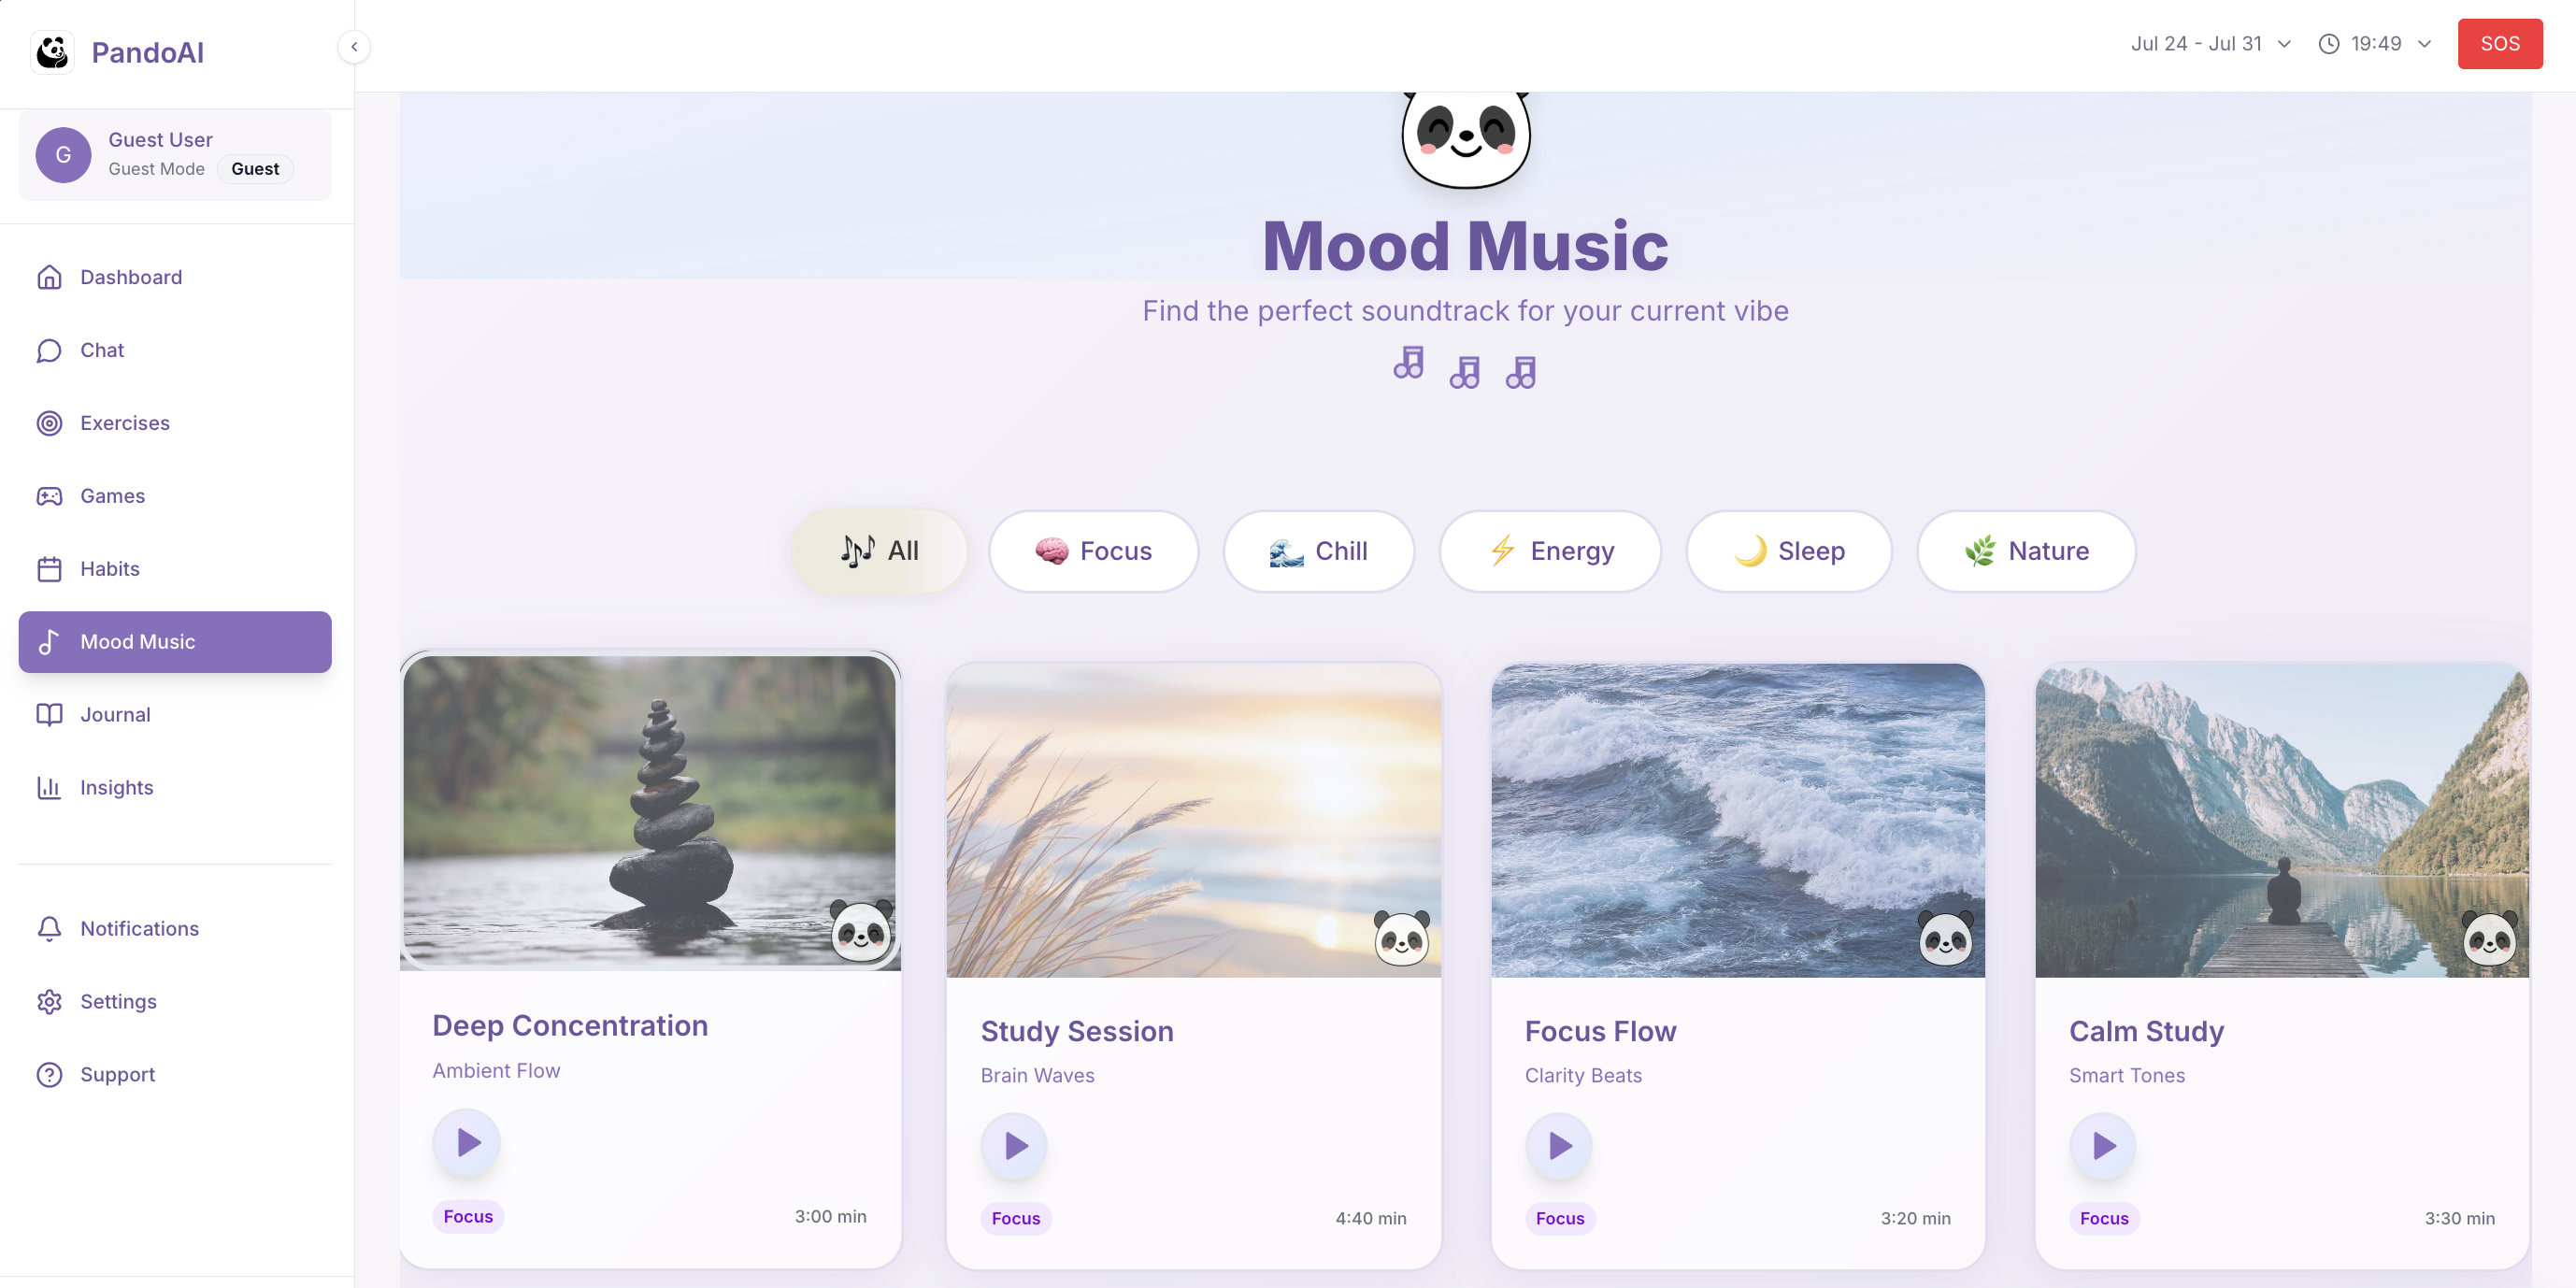 PandoAI
Jul 24 - Jul 31
19:49
SOS
G
Guest User
Guest Mode Guest
Dashboard
Chat
Exercises
Games
Habits
Mood Music
Journal
Insights
Notifications
Settings
Support
Mood Music
Find the perfect soundtrack for your current vibe
All
Focus
Chill
Energy
Sleep
Nature
Deep Concentration
Ambient Flow
Focus 3:00 min
Study Session
Brain Waves
Focus 4:40 min
Focus Flow
Clarity Beats
Focus 3:20 min
Calm Study
Smart Tones
Focus 3:30 min